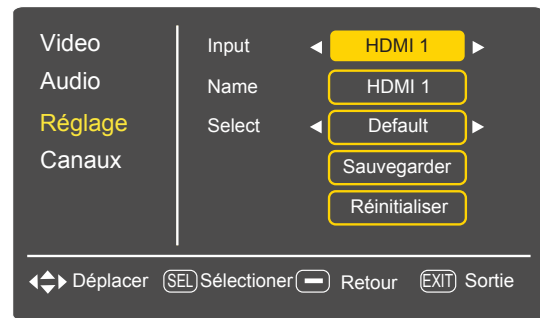 Video
Audio
Réglage
Canaux
Input HDMI 1
Name HDMI 1
Select Default
Sauvegarder
Réinitialiser
Déplacer SEL Sélectioner Retour EXIT Sortie